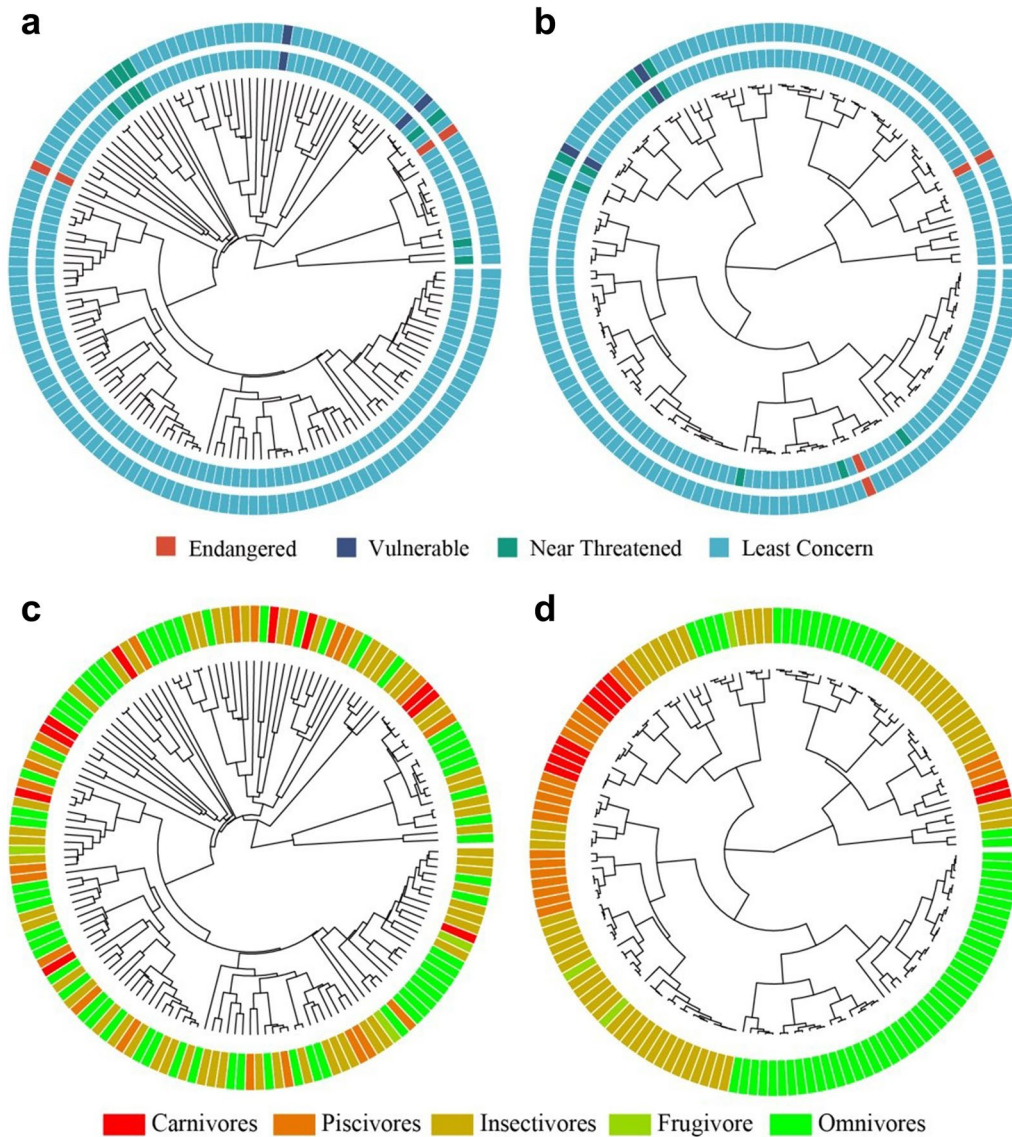 a b
Endangered Vulnerable Near Threatened Least Concern
c d
Carnivores Piscivores Insectivores Frugivore Omnivores